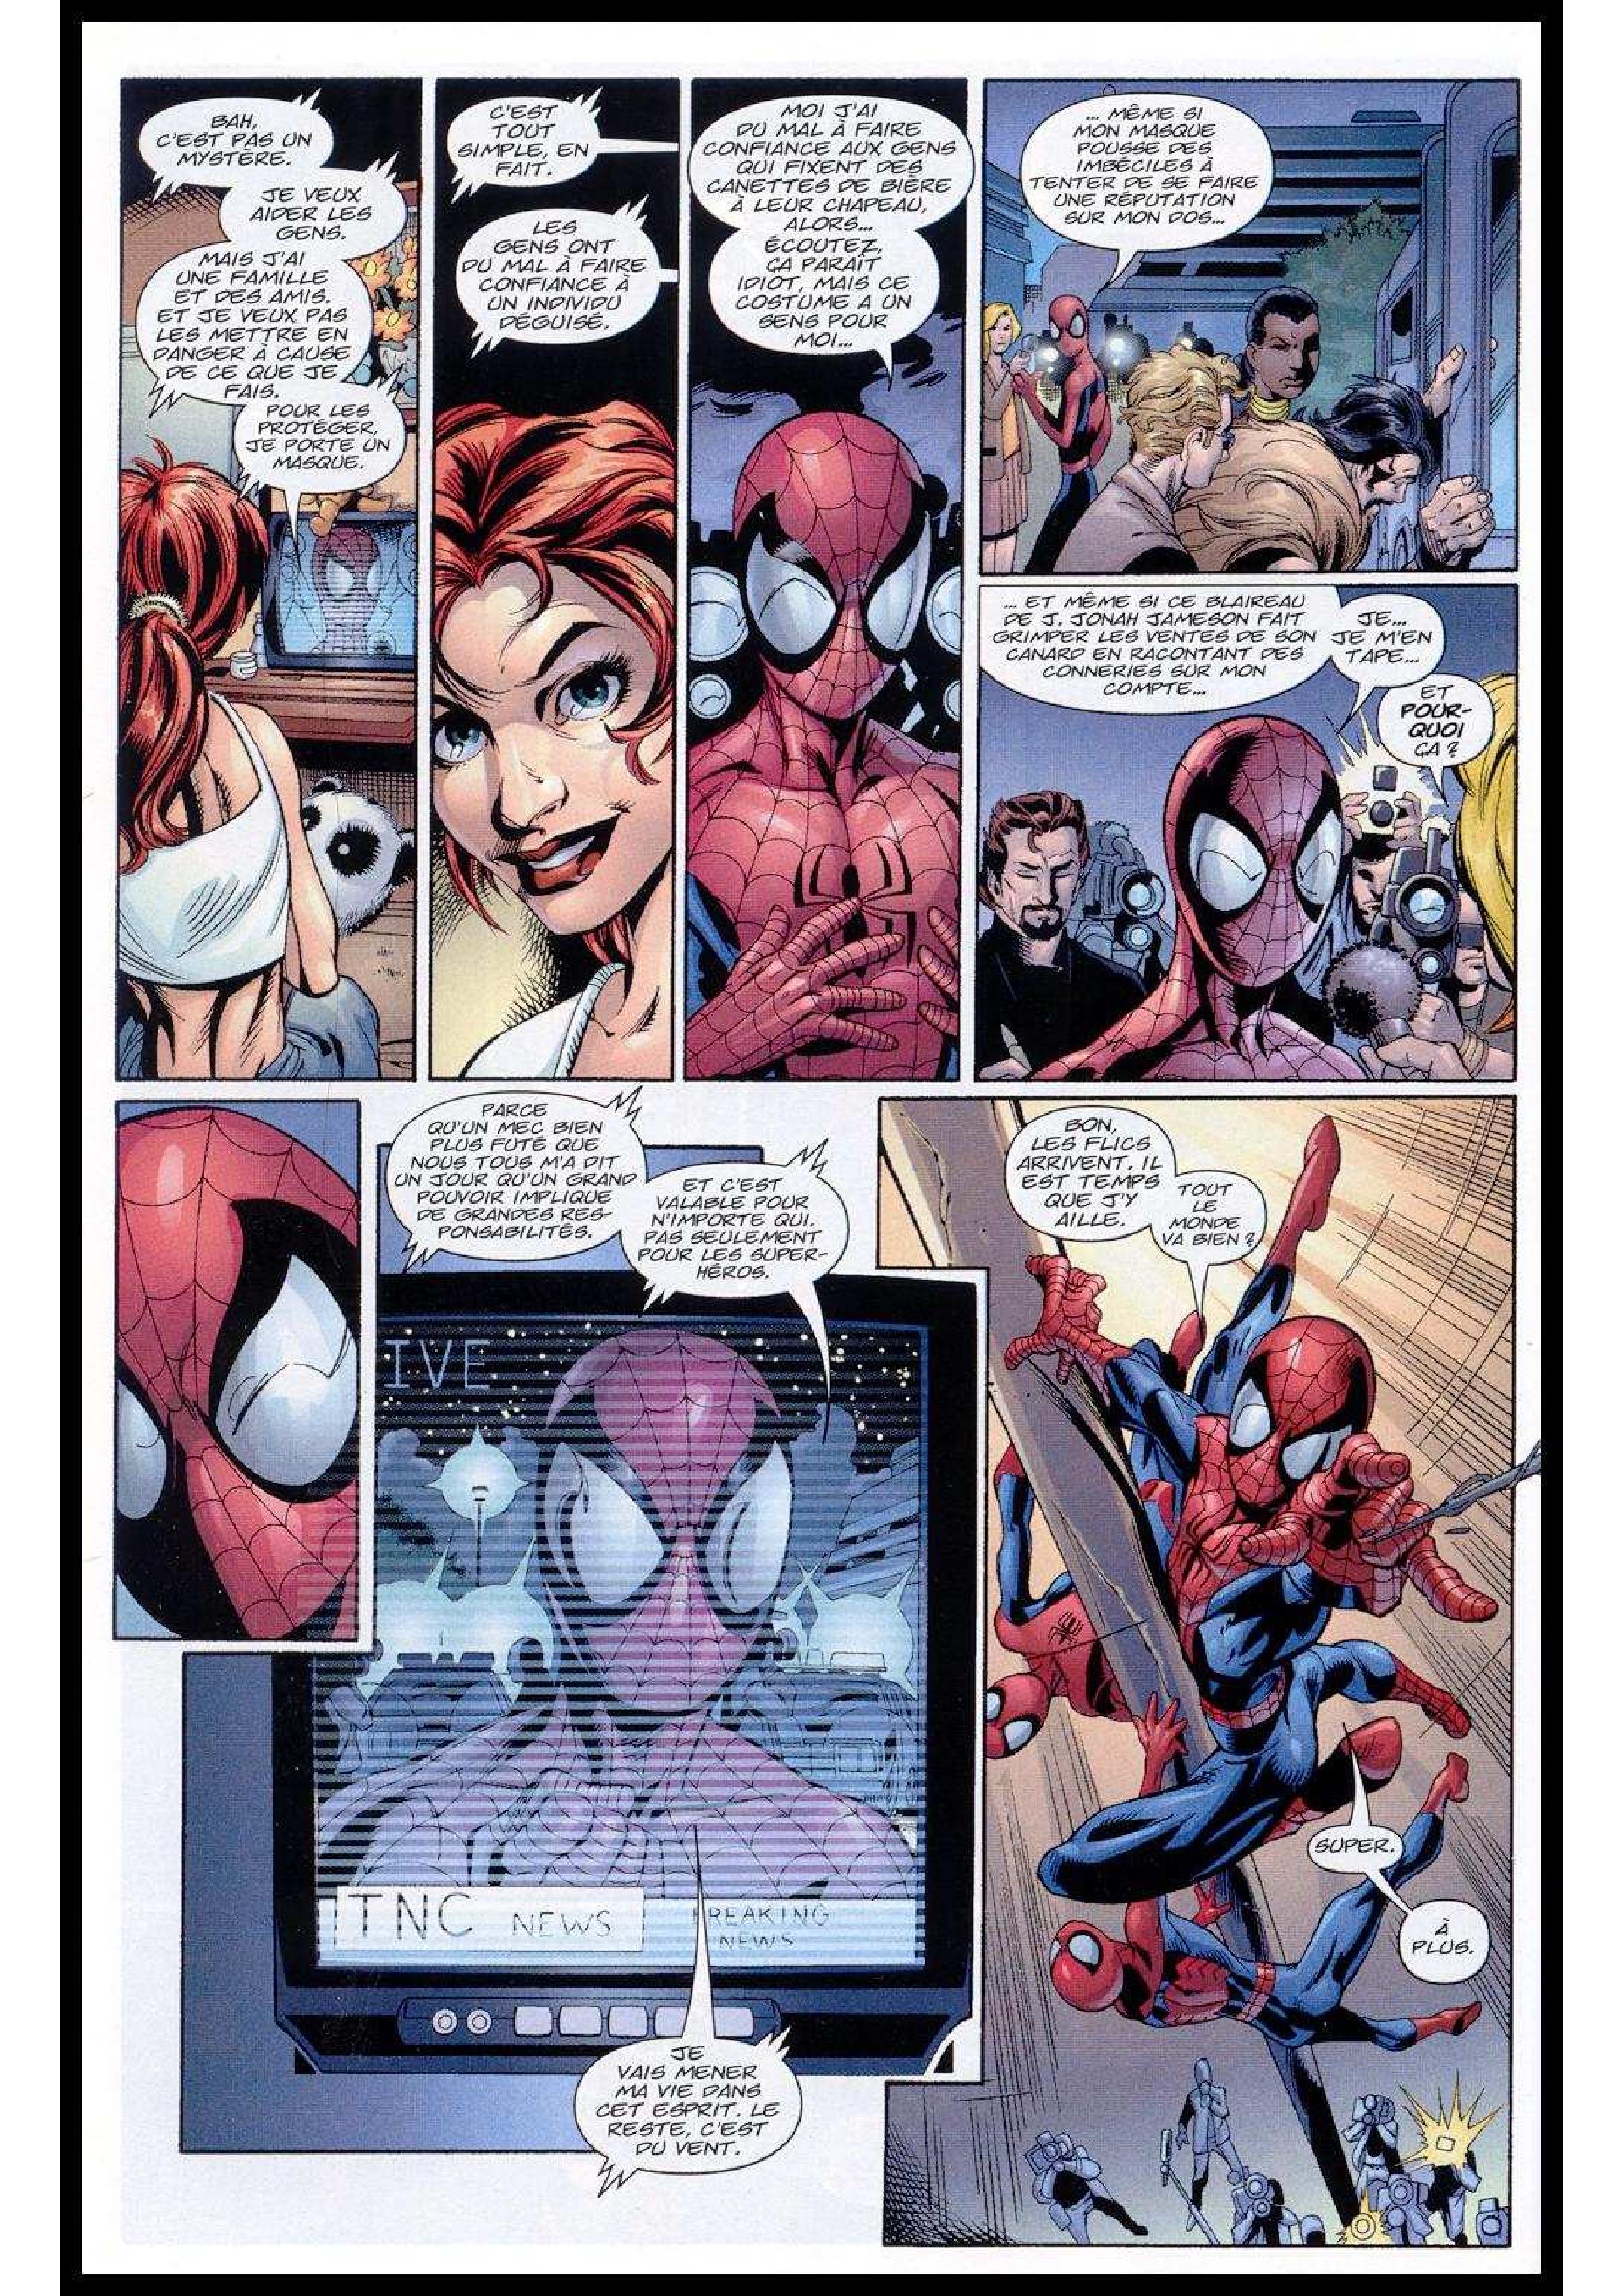 BAH,
C'EST PAS UN
MYSTÈRE.
JE VEUX
AIDER LES
GENS.
MAIS J'AI
UNE FAMILLE
ET DES AMIS.
ET JE VEUX PAS
LES METTRE EN
DANGER À CAUSE
DE CE QUE JE
FAIS.
POUR LES
PROTÉGER,
JE PORTE UN
MASQUE.
C'EST
TOUT
SIMPLE, EN
FAIT.
LES
GENS ONT
DU MAL À FAIRE
CONFIANCE À
UN INDIVIDU
DÉGUISÉ.
MOI J'AI
DU MAL À FAIRE
CONFIANCE AUX GENS
QUI FIXENT DES
CANETTES DE BIÈRE
À LEUR CHAPEAU,
ALORS...
ÉCOUTEZ,
ÇA PARAÎT
IDIOT, MAIS CE
COSTUME A UN
SENS POUR
MOI...
... MÊME SI
MON MASQUE
POUSSE DES
IMBÉCILES À
TENTER DE SE FAIRE
UNE RÉPUTATION
SUR MON DOS...
... ET MÊME SI CE BLAIREAU
DE J. JONAH JAMESON FAIT
GRIMPER LES VENTES DE SON
CANARD EN RACONTANT DES
CONNERIES SUR MON
COMPTE...
JE...
JE M'EN
TAPE...
ET
POUR-
QUOI
ÇA ?
PARCE
QU'UN MEC BIEN
PLUS FUTÉ QUE
NOUS TOUS M'A DIT
UN JOUR QU'UN GRAND
POUVOIR IMPLIQUE
DE GRANDES RES-
PONSABILITÉS.
ET C'EST
VALABLE POUR
N'IMPORTE QUI.
PAS SEULEMENT
POUR LES SUPER-
HÉROS.
IVE
TNC NEWS
BREAKING
NEWS
JE
VAIS MENER
MA VIE DANS
CET ESPRIT. LE
RESTE, C'EST
DU VENT.
BON,
LES FLICS
ARRIVENT. IL
EST TEMPS
QUE J'Y
AILLE.
TOUT
LE
MONDE
VA BIEN ?
SUPER.
À
PLUS.